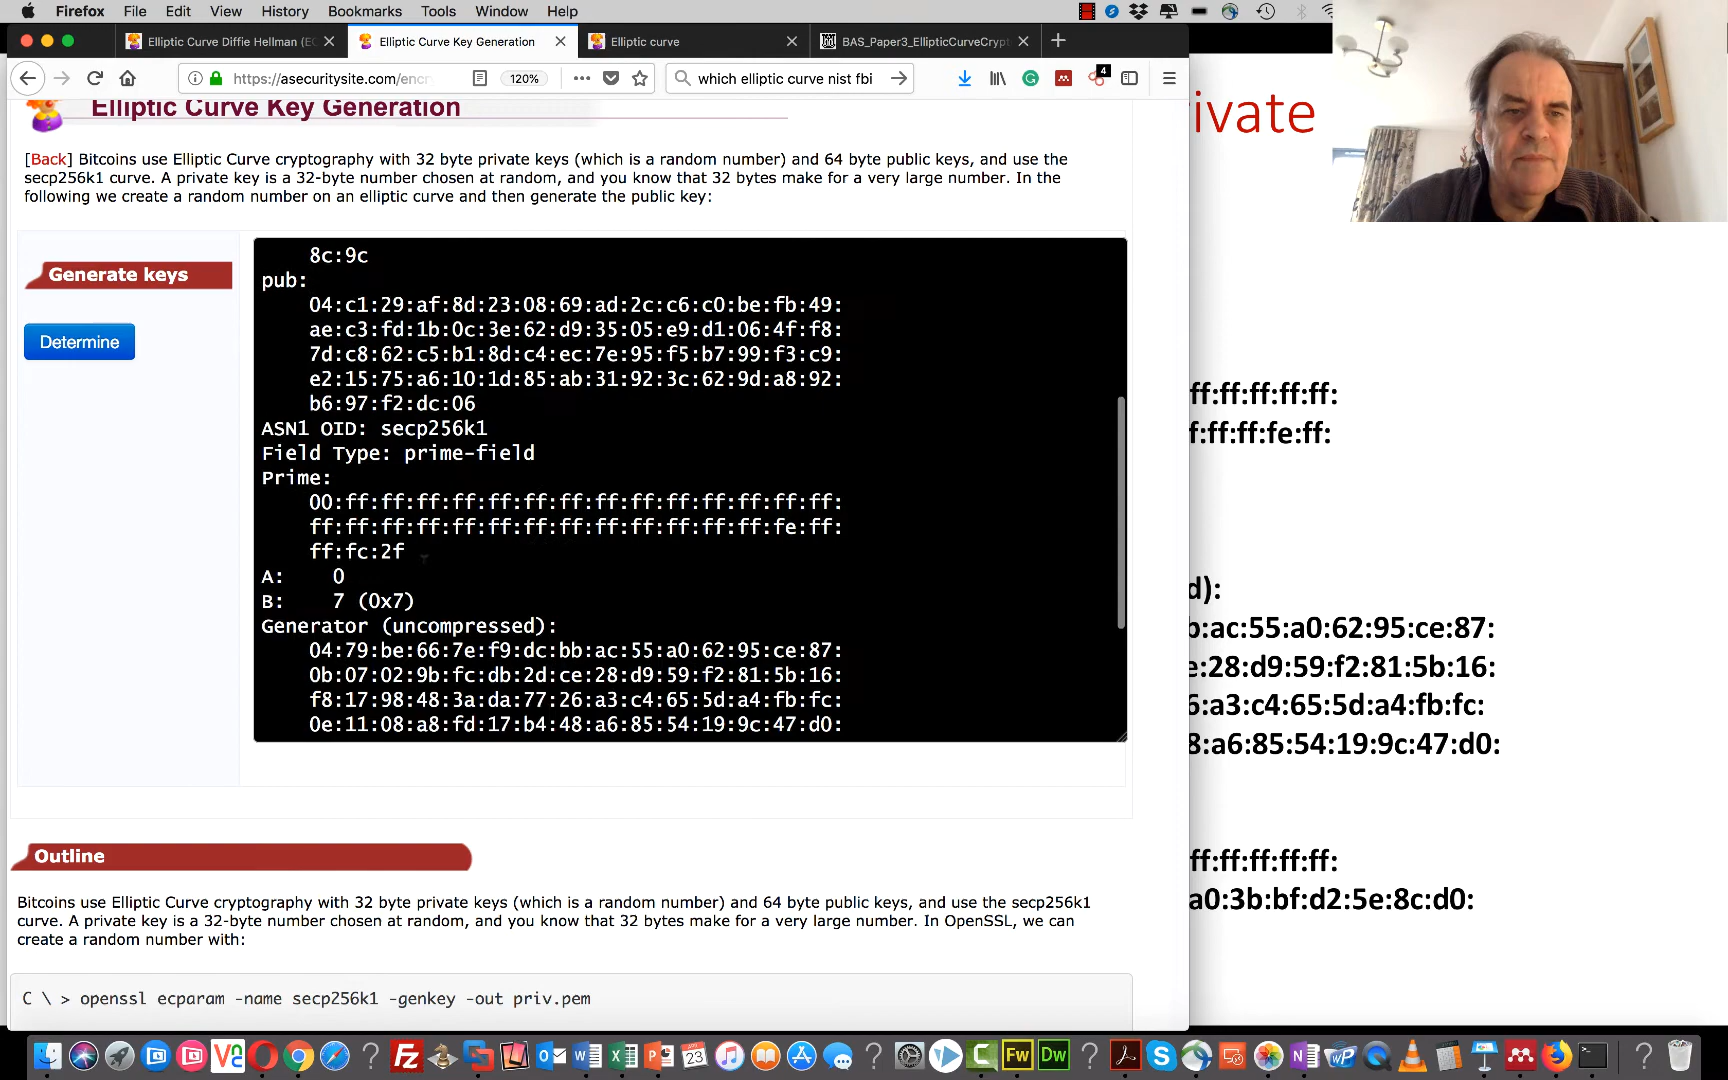 Firefox File Edit View History Bookmarks Tools Window Help
Elliptic Curve Diffie Hellman (EC
Elliptic Curve Key Generation
Elliptic curve
BAS_Paper3_EllipticCurveCrypt
https://asecuritysite.com/encr
120%
which elliptic curve nist fbi
4
Elliptic Curve Key Generation
[Back] Bitcoins use Elliptic Curve cryptography with 32 byte private keys (which is a random number) and 64 byte public keys, and use the
secp256k1 curve. A private key is a 32-byte number chosen at random, and you know that 32 bytes make for a very large number. In the
following we create a random number on an elliptic curve and then generate the public key:
Generate keys
Determine
8c:9c
pub:
04:c1:29:af:8d:23:08:69:ad:2c:c6:c0:be:fb:49:
ae:c3:fd:1b:0c:3e:62:d9:35:05:e9:d1:06:4f:f8:
7d:c8:62:c5:b1:8d:c4:ec:7e:95:f5:b7:99:f3:c9:
e2:15:75:a6:10:1d:85:ab:31:92:3c:62:9d:a8:92:
b6:97:f2:dc:06
ASN1 OID: secp256k1
Field Type: prime-field
Prime:
00:ff:ff:ff:ff:ff:ff:ff:ff:ff:ff:ff:ff:ff:ff:
ff:ff:ff:ff:ff:ff:ff:ff:ff:ff:ff:ff:ff:fe:ff:
ff:fc:2f
A: 0
B: 7 (0x7)
Generator (uncompressed):
04:79:be:66:7e:f9:dc:bb:ac:55:a0:62:95:ce:87:
0b:07:02:9b:fc:db:2d:ce:28:d9:59:f2:81:5b:16:
f8:17:98:48:3a:da:77:26:a3:c4:65:5d:a4:fb:fc:
0e:11:08:a8:fd:17:b4:48:a6:85:54:19:9c:47:d0:
Outline
Bitcoins use Elliptic Curve cryptography with 32 byte private keys (which is a random number) and 64 byte public keys, and use the secp256k1
curve. A private key is a 32-byte number chosen at random, and you know that 32 bytes make for a very large number. In OpenSSL, we can
create a random number with:
C \ > openssl ecparam -name secp256k1 -genkey -out priv.pem
ivate
ff:ff:ff:ff:ff:
f:ff:ff:fe:ff:
d):
b:ac:55:a0:62:95:ce:87:
e:28:d9:59:f2:81:5b:16:
6:a3:c4:65:5d:a4:fb:fc:
8:a6:85:54:19:9c:47:d0:
ff:ff:ff:ff:ff:
a0:3b:bf:d2:5e:8c:d0: